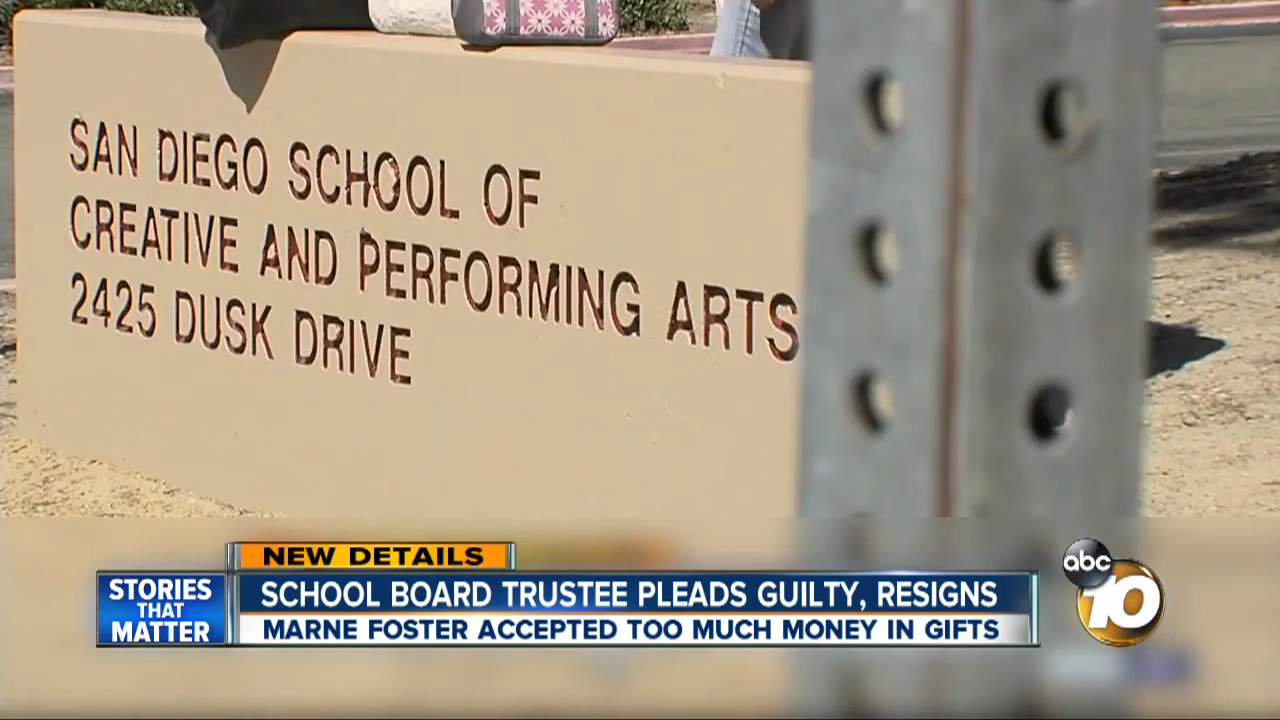 SAN DIEGO SCHOOL OF
CREATIVE AND PERFORMING ARTS
2425 DUSK DRIVE
NEW DETAILS
STORIES
THAT
MATTER
SCHOOL BOARD TRUSTEE PLEADS GUILTY, RESIGNS
MARNE FOSTER ACCEPTED TOO MUCH MONEY IN GIFTS
abc
10